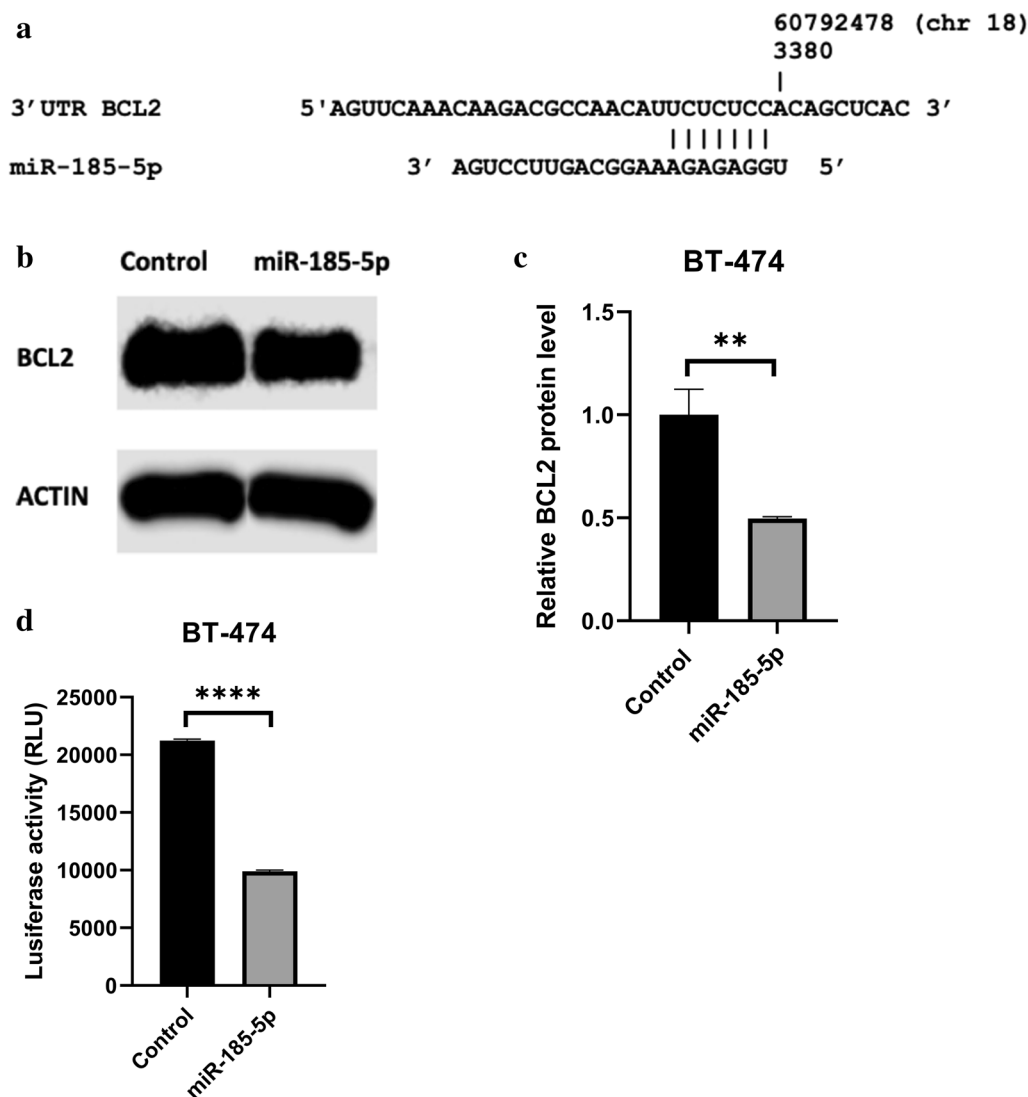 a
60792478 (chr 18)
3380
3'UTR BCL2 5'AGUUCAAACAAGACGCCAACAUUCUCUCCACAGCUCAC 3'
miR-185-5p 3' AGUCCUUGACGGAAAGAGAGGU 5'
b
Control miR-185-5p
BCL2
ACTIN
c
BT-474
Relative BCL2 protein level
1.5
1.0
0.5
0.0
**
Control
miR-185-5p
d
BT-474
Lusiferase activity (RLU)
25000
20000
15000
10000
5000
0
****
Control
miR-185-5p